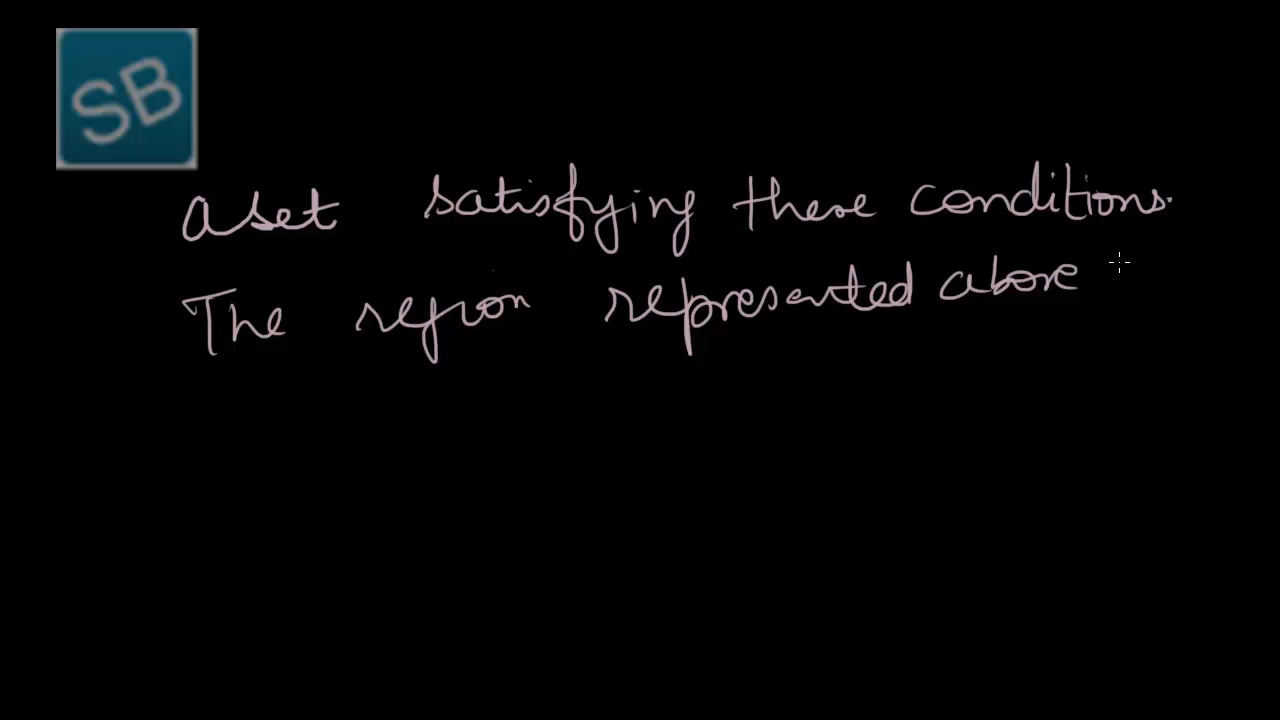 SB
a set satisfying these conditions.
The region represented above